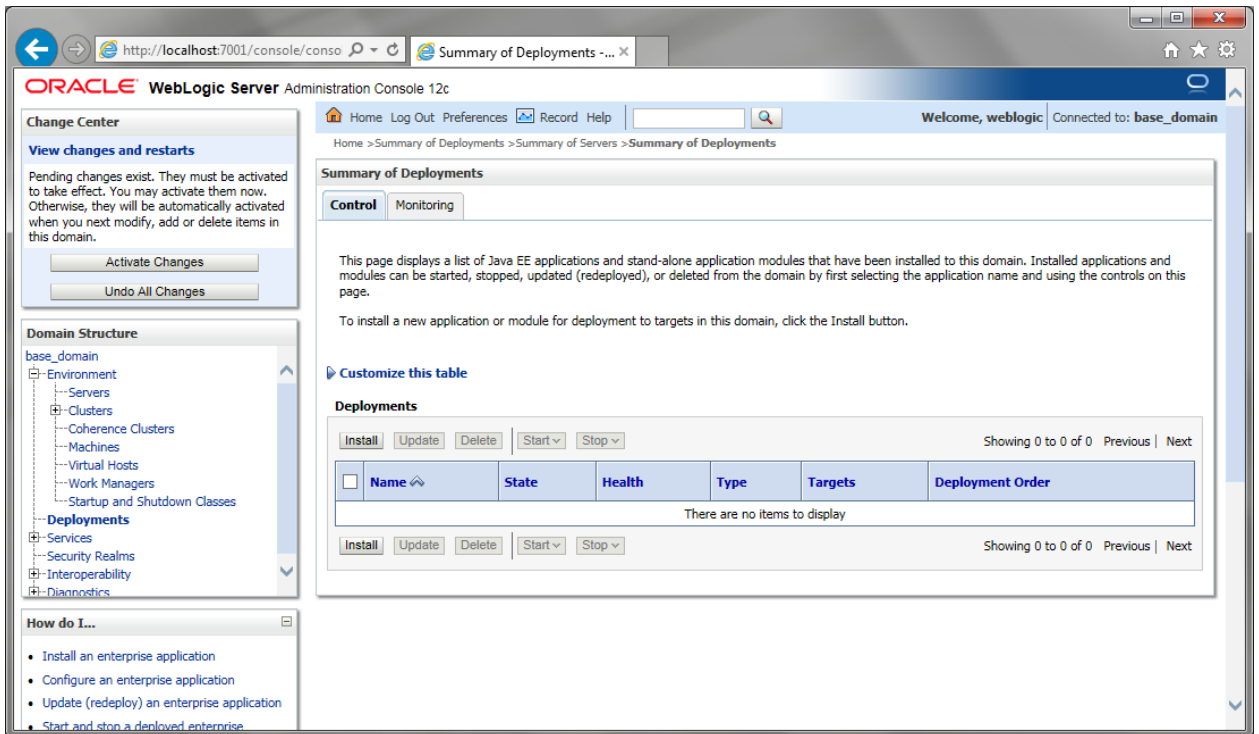 http://localhost:7001/console/conso
Summary of Deployments -...
ORACLE WebLogic Server Administration Console 12c
Change Center
View changes and restarts
Pending changes exist. They must be activated
to take effect. You may activate them now.
Otherwise, they will be automatically activated
when you next modify, add or delete items in
this domain.
Activate Changes
Undo All Changes
Domain Structure
base_domain
Environment
Servers
Clusters
Coherence Clusters
Machines
Virtual Hosts
Work Managers
Startup and Shutdown Classes
Deployments
Services
Security Realms
Interoperability
Diagnostics
How do I...
Install an enterprise application
Configure an enterprise application
Update (redeploy) an enterprise application
Start and stop a deployed enterprise
Home Log Out Preferences Record Help
Welcome, weblogic Connected to: base_domain
Home >Summary of Deployments >Summary of Servers >Summary of Deployments
Summary of Deployments
Control Monitoring
This page displays a list of Java EE applications and stand-alone application modules that have been installed to this domain. Installed applications and
modules can be started, stopped, updated (redeployed), or deleted from the domain by first selecting the application name and using the controls on this
page.
To install a new application or module for deployment to targets in this domain, click the Install button.
Customize this table
Deployments
Install Update Delete Start Stop Showing 0 to 0 of 0 Previous | Next
Name State Health Type Targets Deployment Order
There are no items to display
Install Update Delete Start Stop Showing 0 to 0 of 0 Previous | Next